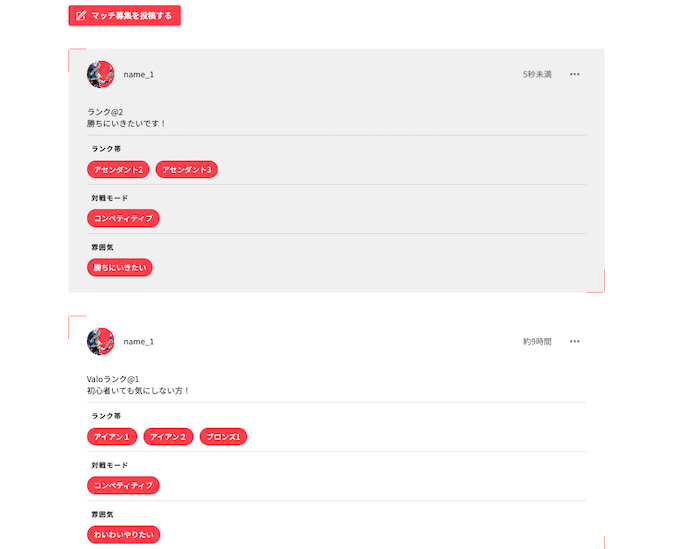 マッチ募集を投稿する
name_1
5秒未満
ランク@2
勝ちにいきたいです！
ランク帯
アセンダント2 アセンダント3
対戦モード
コンペティティブ
雰囲気
勝ちにいきたい
name_1
約9時間
Valoランク@1
初心者いても気にしない方！
ランク帯
アイアン１ アイアン２ ブロンズ1
対戦モード
コンペティティブ
雰囲気
わいわいやりたい